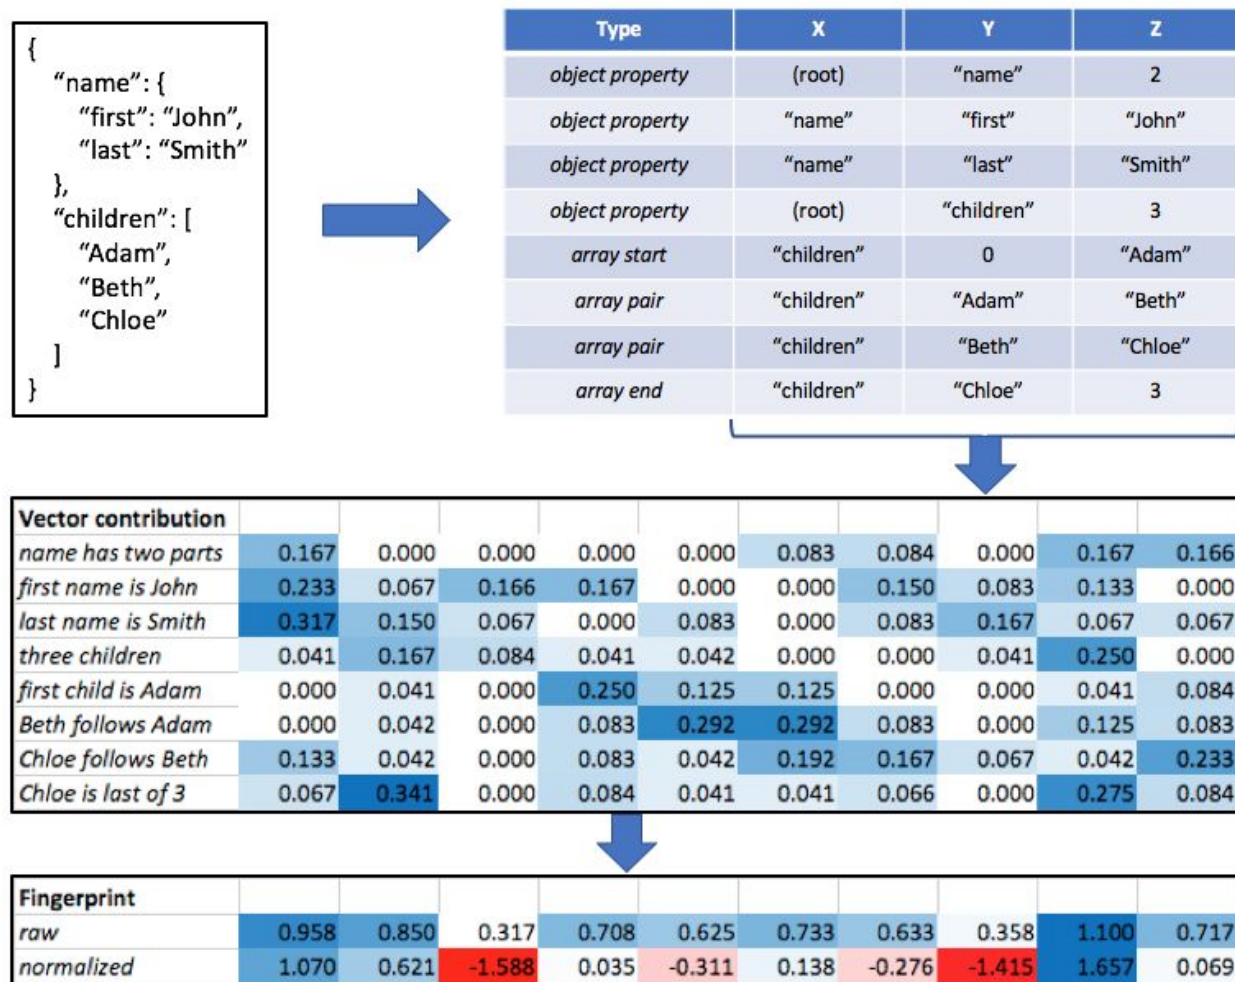 {
“name”: {
“first”: “John”,
“last”: “Smith”
},
“children”: [
“Adam”,
“Beth”,
“Chloe”
]
}
Type X Y Z
object property (root) “name” 2
object property “name” “first” “John”
object property “name” “last” “Smith”
object property (root) “children” 3
array start “children” 0 “Adam”
array pair “children” “Adam” “Beth”
array pair “children” “Beth” “Chloe”
array end “children” “Chloe” 3
Vector contribution
name has two parts 0.167 0.000 0.000 0.000 0.000 0.083 0.084 0.000 0.167 0.166
first name is John 0.233 0.067 0.166 0.167 0.000 0.000 0.150 0.083 0.133 0.000
last name is Smith 0.317 0.150 0.067 0.000 0.083 0.000 0.083 0.167 0.067 0.067
three children 0.041 0.167 0.084 0.041 0.042 0.000 0.000 0.041 0.250 0.000
first child is Adam 0.000 0.041 0.000 0.250 0.125 0.125 0.000 0.000 0.041 0.084
Beth follows Adam 0.000 0.042 0.000 0.083 0.292 0.292 0.083 0.000 0.125 0.083
Chloe follows Beth 0.133 0.042 0.000 0.083 0.042 0.192 0.167 0.067 0.042 0.233
Chloe is last of 3 0.067 0.341 0.000 0.084 0.041 0.041 0.066 0.000 0.275 0.084
Fingerprint
raw 0.958 0.850 0.317 0.708 0.625 0.733 0.633 0.358 1.100 0.717
normalized 1.070 0.621 -1.588 0.035 -0.311 0.138 -0.276 -1.415 1.657 0.069